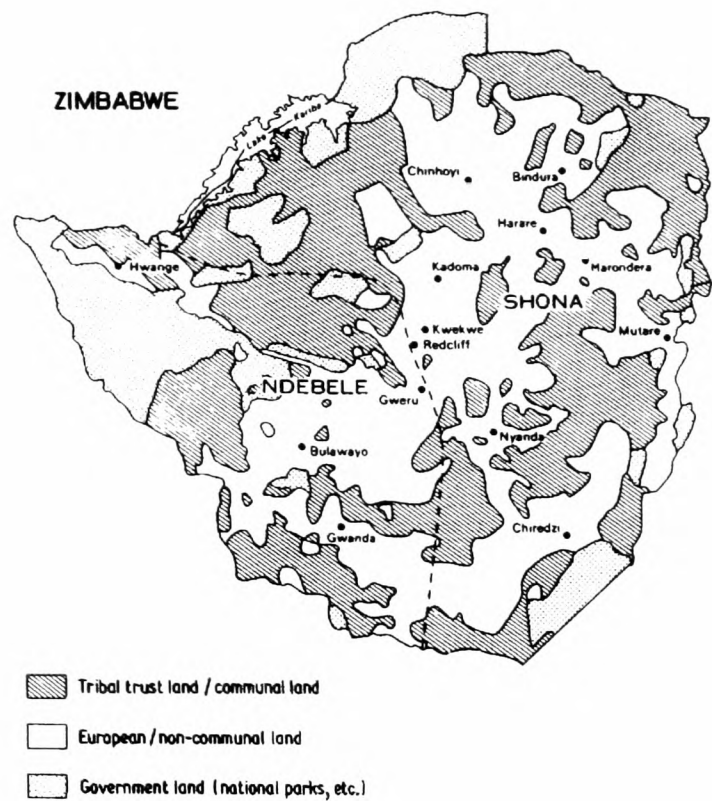 ZIMBABWE
Lake Kariba
Chinhoyi
Bindura
Harare
Hwange
Kadoma
Marondera
SHONA
Kwekwe
Mutare
Redcliff
NDEBELE
Gweru
Nyanda
Bulawayo
Chiredzi
Gwanda
Tribal trust land / communal land
European / non-communal land
Government land (national parks, etc.)